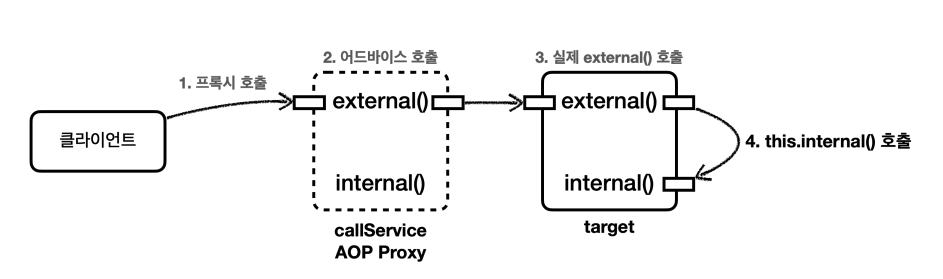 1. 프록시 호출
2. 어드바이스 호출
3. 실제 external() 호출
클라이언트
external()
external()
4. this.internal() 호출
internal()
internal()
callService
AOP Proxy
target